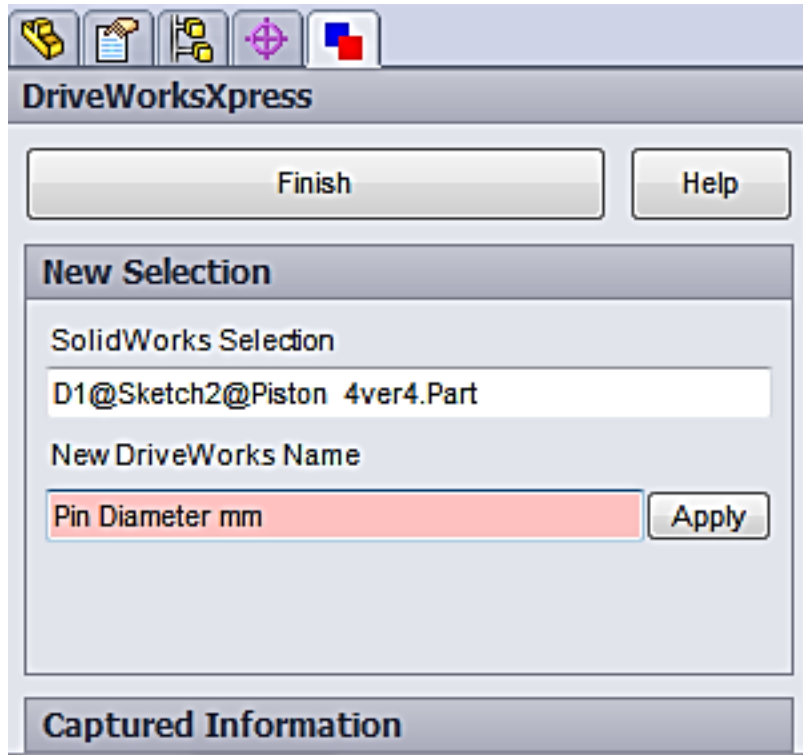 DriveWorksXpress
Finish Help
New Selection
SolidWorks Selection
D1@Sketch2@Piston 4ver4.Part
New DriveWorks Name
Pin Diameter mm Apply
Captured Information